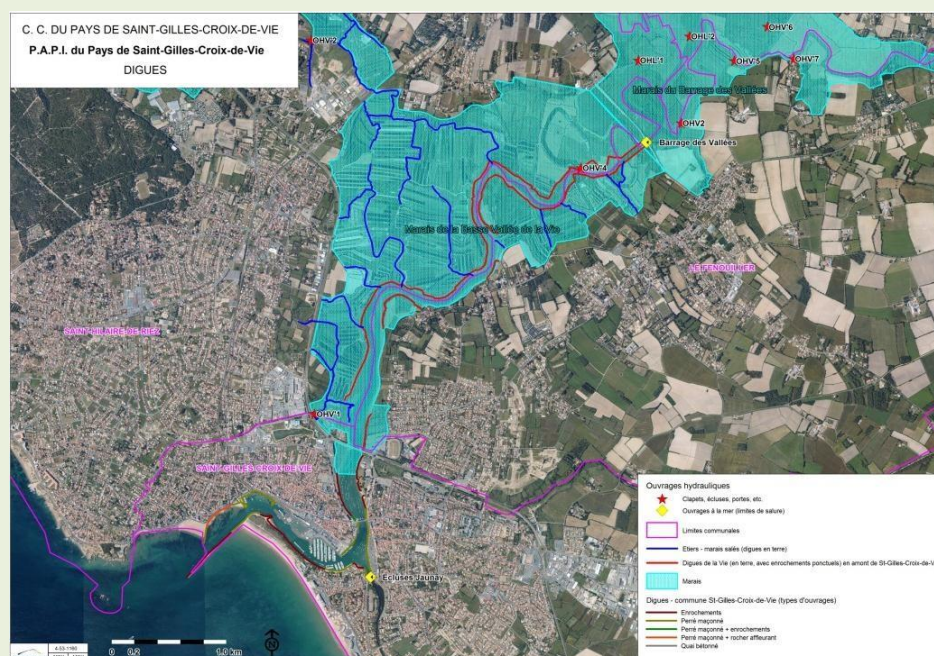 C. C. DU PAYS DE SAINT-GILLES-CROIX-DE-VIE
P.A.P.I. du Pays de Saint-Gilles-Croix-de-Vie
DIGUES
OHV'2
OHL'2
OHV'6
OHL'1
OHV'5
OHV'7
Marais du Barrage des Vallées
OHV2
Barrage des Vallées
OHV'4
Marais de la Basse Vallée de la Vie
LE FENOUILLER
SAINT-HILAIRE-DE-RIEZ
OHV'1
SAINT-GILLES-CROIX-DE-VIE
Ecluses Jaunay
Ouvrages hydrauliques
Clapets, écluses, portes, etc.
Ouvrages à la mer (limites de salure)
Limites communales
Etiers - marais salée (digues en terre)
Digues de la Vie (en terre, avec enrochements ponctuels) en amont de St-Gilles-Croix-de-V
Marais
Digues - commune St-Gilles-Croix-de-Vie (types d'ouvrages)
Enrochements
Perré maçonné
Perré maçonné + enrochements
Perré maçonné + rocher affleurant
Quai bétonné
0 0.2 1.0 km
N